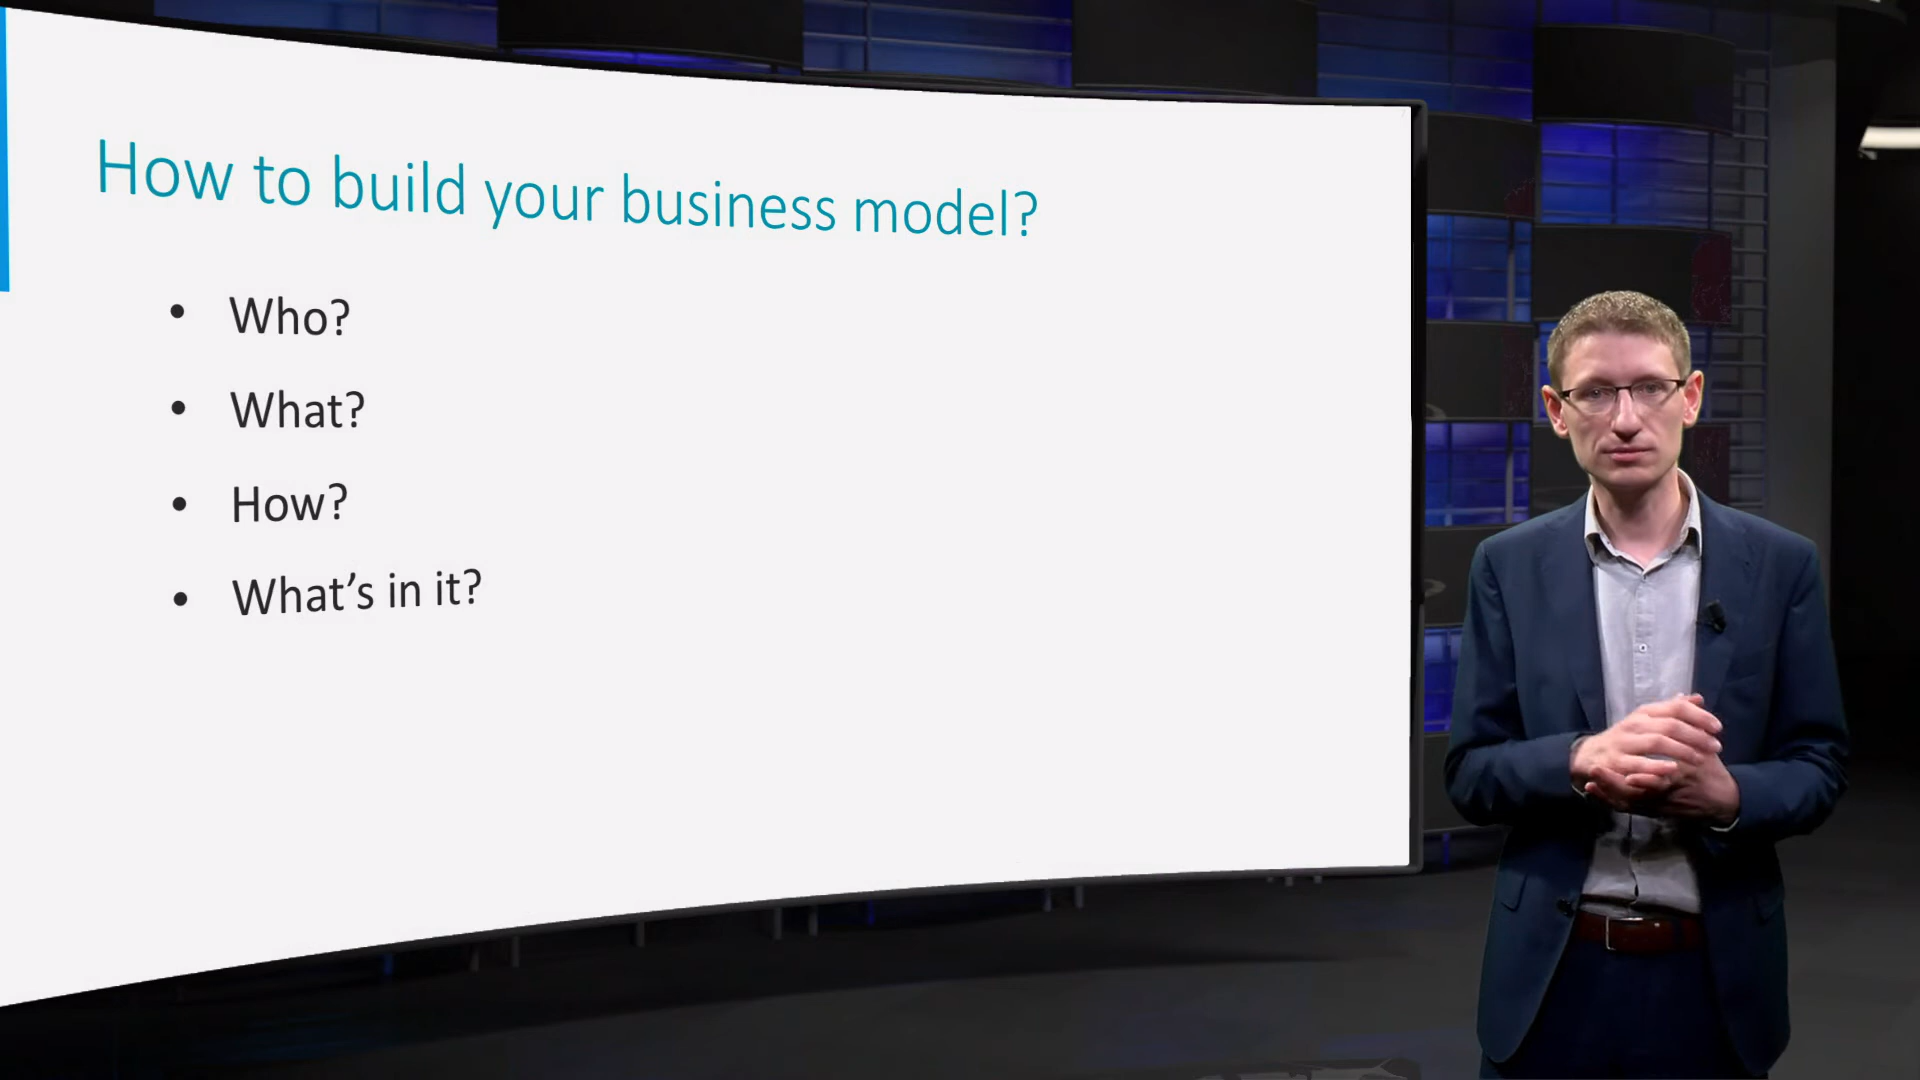 How to build your business model?
• Who?
• What?
• How?
• What's in it?